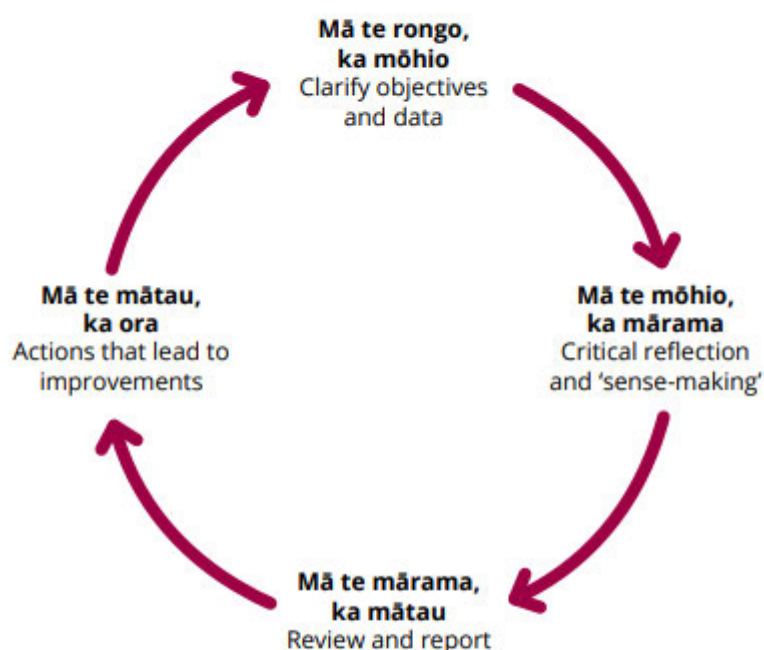 Mā te rongo,
ka mōhio
Clarify objectives
and data
Mā te mōhio,
ka mārama
Critical reflection
and ‘sense-making’
Mā te mārama,
ka mātau
Review and report
Mā te mātau,
ka ora
Actions that lead to
improvements